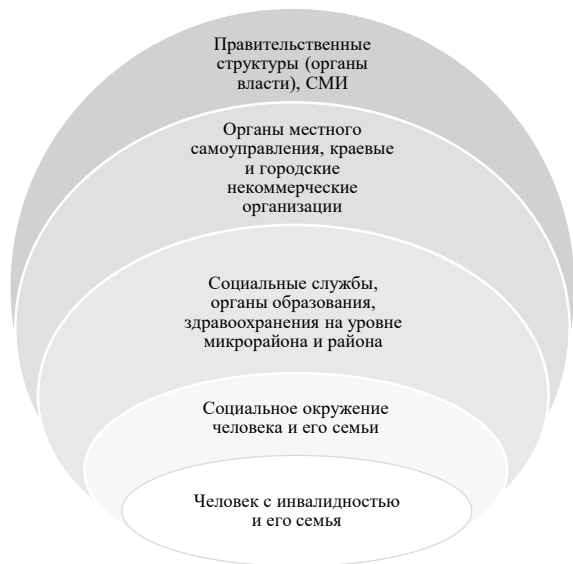 Правительственные
структуры (органы
власти), СМИ
Органы местного
самоуправления, краевые
и городские
некоммерческие
организации
Социальные службы,
органы образования,
здравоохранения на уровне
микрорайона и района
Социальное окружение
человека и его семьи
Человек с инвалидностью
и его семья